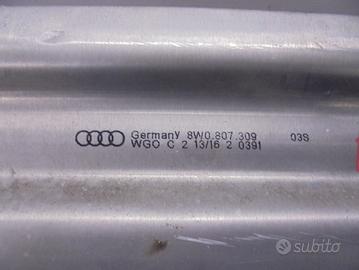 Germany 8W0.807.309 03S
WGO C 2 13/16 2 0391
subito